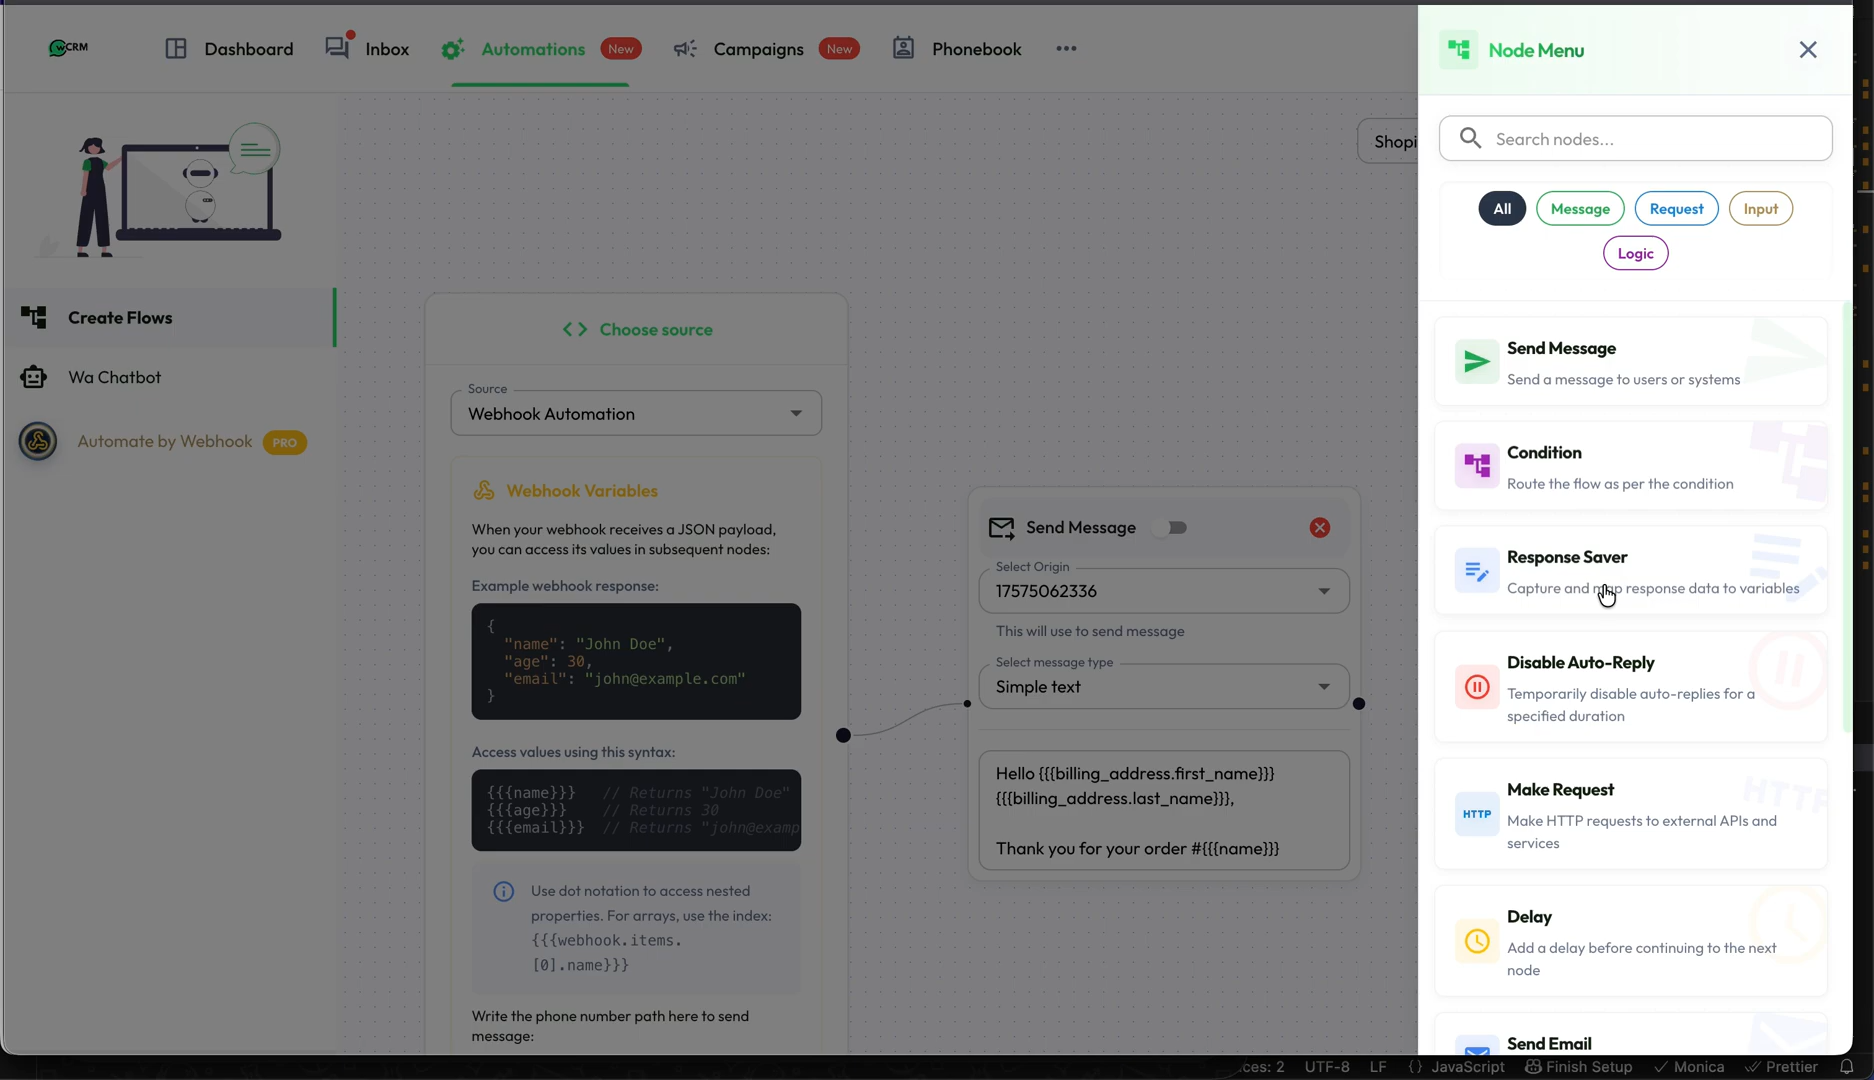 wCRM
Dashboard
Inbox
Automations New
Campaigns New
Phonebook
Create Flows
Wa Chatbot
Automate by Webhook PRO
Shopi
Choose source
Source
Webhook Automation
Webhook Variables
When your webhook receives a JSON payload,
you can access its values in subsequent nodes:
Example webhook response:
{
"name": "John Doe",
"age": 30,
"email": "john@example.com"
}
Access values using this syntax:
{{{name}}} // Returns "John Doe"
{{{age}}} // Returns 30
{{{email}}} // Returns "john@examp
Use dot notation to access nested
properties. For arrays, use the index:
{{{webhook.items.
[0].name}}}
Write the phone number path here to send
message:
Send Message
Select Origin
17575062336
This will use to send message
Select message type
Simple text
Hello {{{billing_address.first_name}}}
{{{billing_address.last_name}}},
Thank you for your order #{{{name}}}
Node Menu
Search nodes...
All Message Request Input
Logic
Send Message
Send a message to users or systems
Condition
Route the flow as per the condition
Response Saver
Capture and map response data to variables
Disable Auto-Reply
Temporarily disable auto-replies for a
specified duration
HTTP
Make Request
Make HTTP requests to external APIs and
services
Delay
Add a delay before continuing to the next
node
Send Email
ces: 2 UTF-8 LF {} JavaScript Finish Setup Monica Prettier